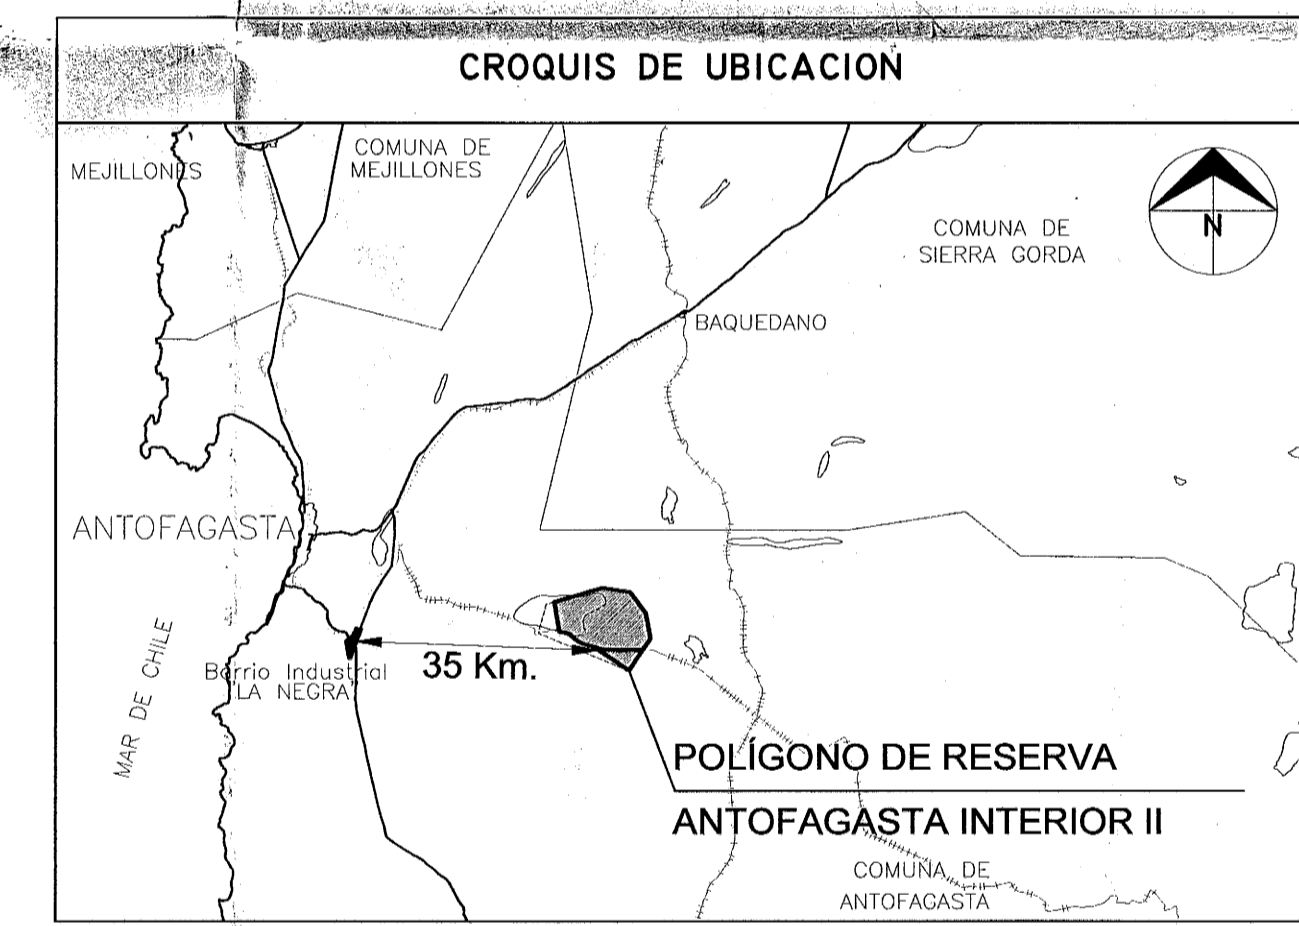 CROQUIS DE UBICACION
MEJILLONES
COMUNA DE
MEJILLONES
COMUNA DE
SIERRA GORDA
N
BAQUEDANO
ANTOFAGASTA
MAR DE CHILE
Barrio Industrial
"LA NEGRA"
35 Km.
POLÍGONO DE RESERVA
ANTOFAGASTA INTERIOR II
COMUNA DE
ANTOFAGASTA